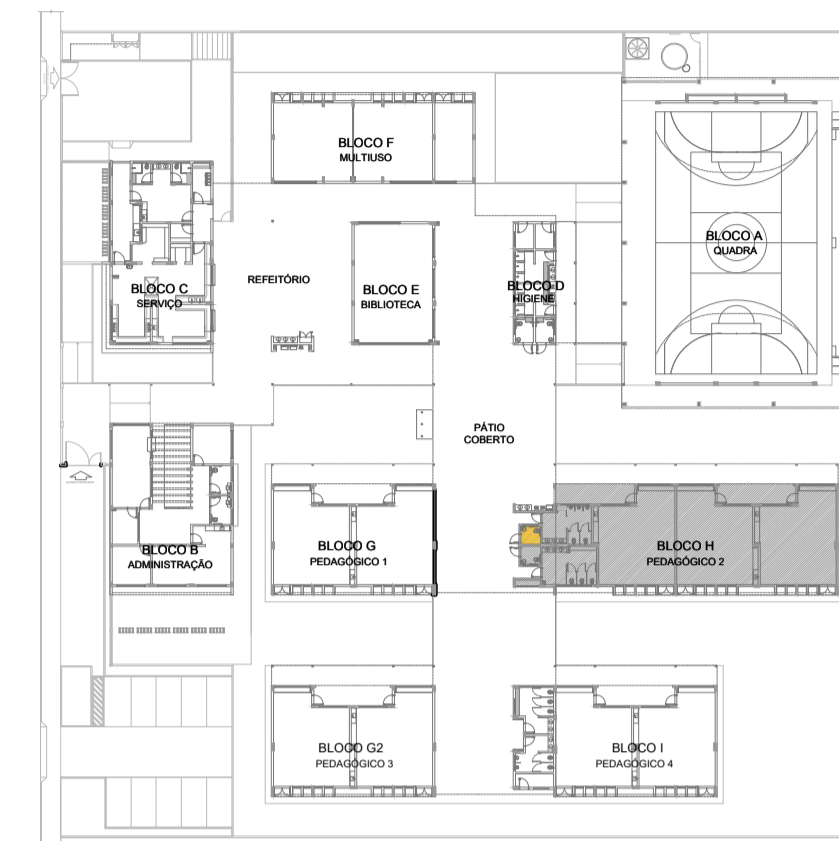 BLOCO F
MULTIUSO
BLOCO A
QUADRA
REFEITÓRIO
BLOCO E
BIBLIOTECA
BLOCO D
HIGIENE
BLOCO C
SERVIÇO
PÁTIO
COBERTO
BLOCO B
ADMINISTRAÇÃO
BLOCO G
PEDAGÓGICO 1
BLOCO H
PEDAGÓGICO 2
BLOCO G2
PEDAGÓGICO 3
BLOCO I
PEDAGÓGICO 4